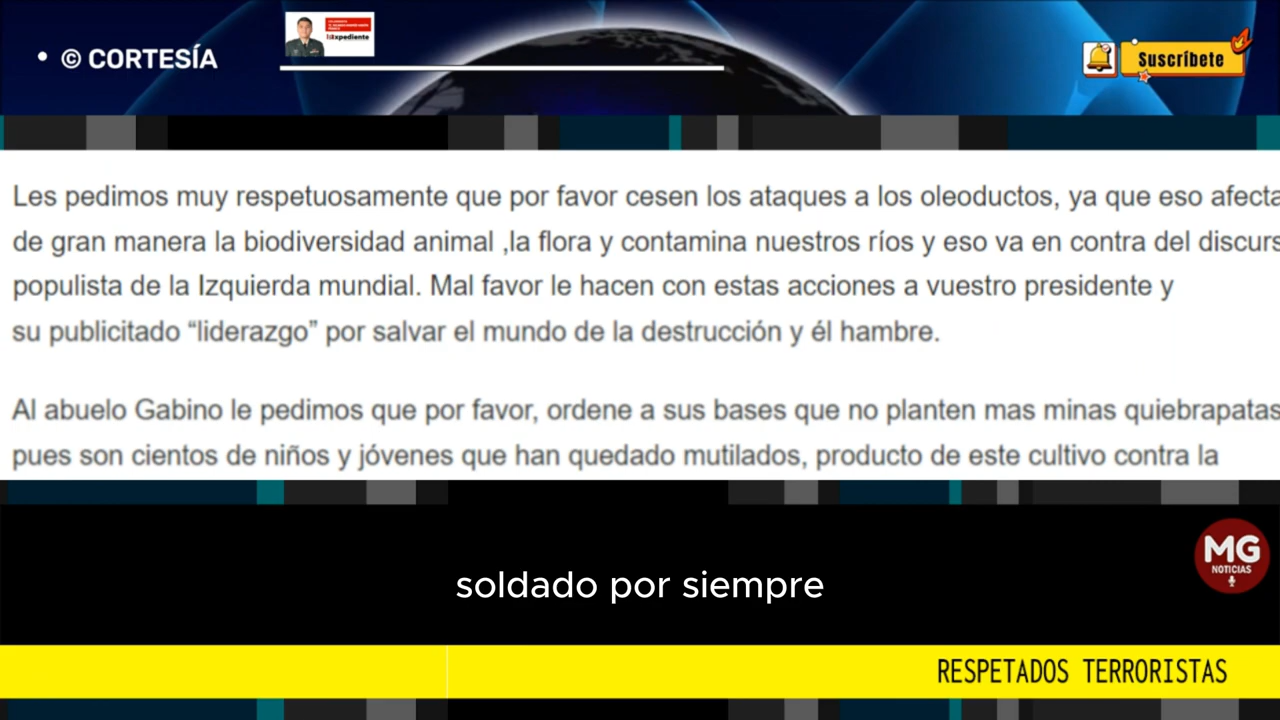 • © CORTESÍA
Expediente
Suscríbete
Les pedimos muy respetuosamente que por favor cesen los ataques a los oleoductos, ya que eso afecta
de gran manera la biodiversidad animal ,la flora y contamina nuestros ríos y eso va en contra del discurs
populista de la Izquierda mundial. Mal favor le hacen con estas acciones a vuestro presidente y
su publicitado “liderazgo” por salvar el mundo de la destrucción y él hambre.
Al abuelo Gabino le pedimos que por favor, ordene a sus bases que no planten mas minas quiebrapatas
pues son cientos de niños y jóvenes que han quedado mutilados, producto de este cultivo contra la
MG
NOTICIAS
soldado por siempre
RESPETADOS TERRORISTAS